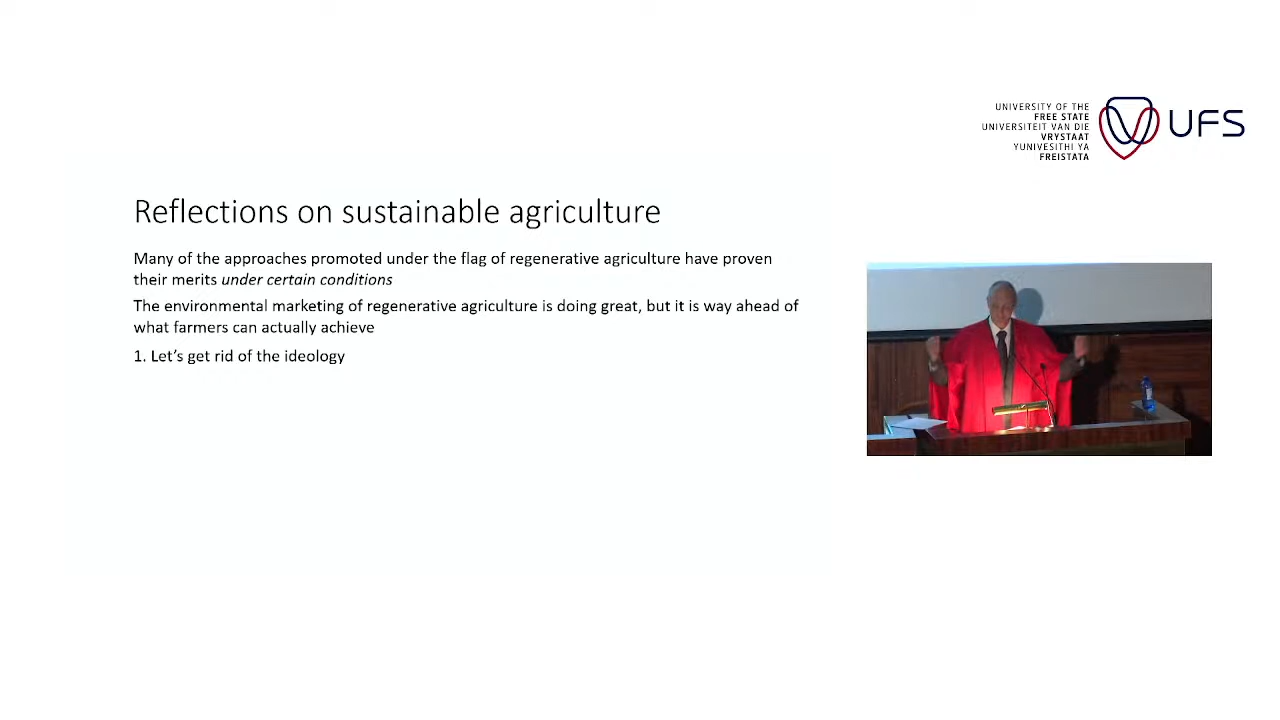 UNIVERSITY OF THE
FREE STATE
UNIVERSITEIT VAN DIE
VRYSTAAT
YUNIVESITHI YA
FREISTATA
UFS
Reflections on sustainable agriculture
Many of the approaches promoted under the flag of regenerative agriculture have proven
their merits under certain conditions
The environmental marketing of regenerative agriculture is doing great, but it is way ahead of
what farmers can actually achieve
1. Let's get rid of the ideology